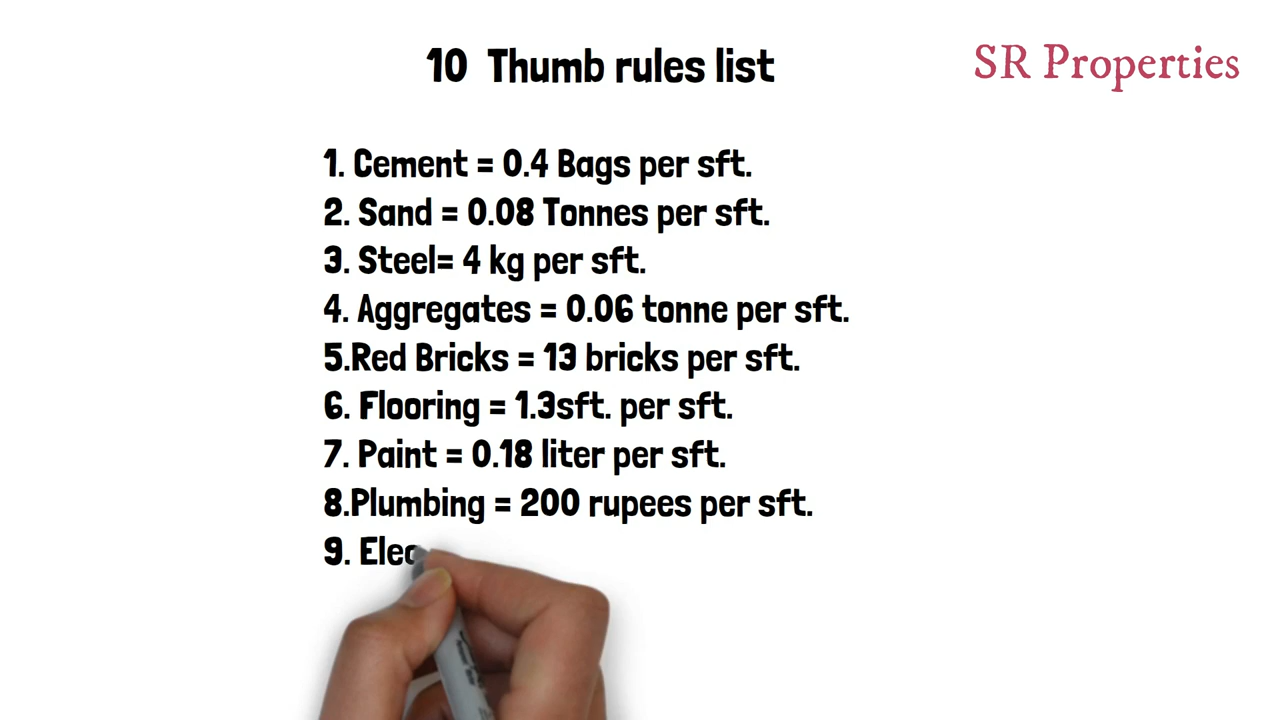 10 Thumb rules list
SR Properties
1. Cement = 0.4 Bags per sft.
2. Sand = 0.08 Tonnes per sft.
3. Steel= 4 kg per sft.
4. Aggregates = 0.06 tonne per sft.
5.Red Bricks = 13 bricks per sft.
6. Flooring = 1.3sft. per sft.
7. Paint = 0.18 liter per sft.
8.Plumbing = 200 rupees per sft.
9. Elec